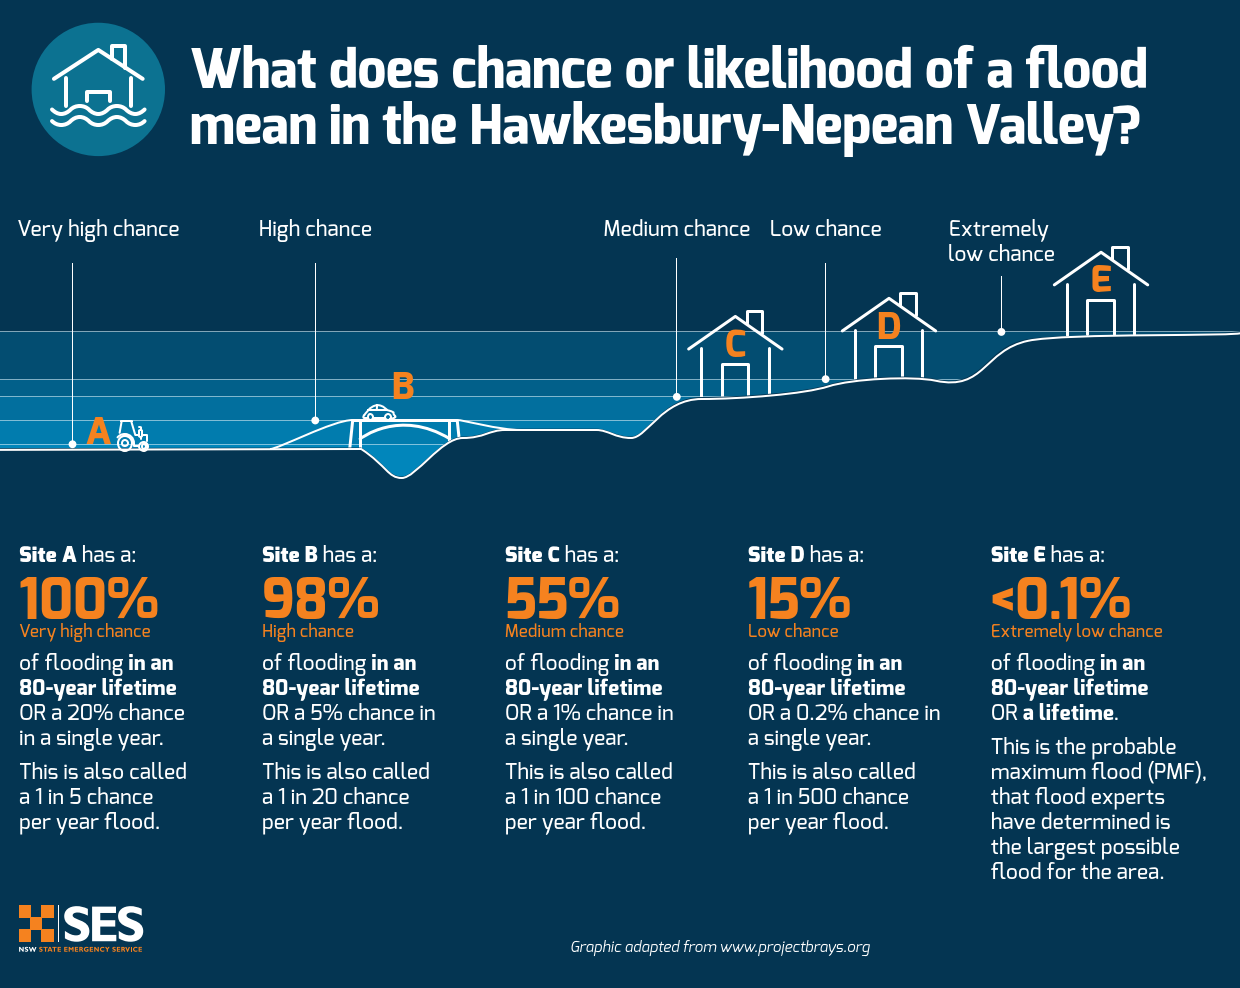 What does chance or likelihood of a flood
mean in the Hawkesbury-Nepean Valley?
Very high chance
High chance
Medium chance
Low chance
Extremely
low chance
A
B
C
D
E
Site A has a:
100%
Very high chance
of flooding in an
80-year lifetime
OR a 20% chance
in a single year.
This is also called
a 1 in 5 chance
per year flood.
Site B has a:
98%
High chance
of flooding in an
80-year lifetime
OR a 5% chance in
a single year.
This is also called
a 1 in 20 chance
per year flood.
Site C has a:
55%
Medium chance
of flooding in an
80-year lifetime
OR a 1% chance in
a single year.
This is also called
a 1 in 100 chance
per year flood.
Site D has a:
15%
Low chance
of flooding in an
80-year lifetime
OR a 0.2% chance in
a single year.
This is also called
a 1 in 500 chance
per year flood.
Site E has a:
<0.1%
Extremely low chance
of flooding in an
80-year lifetime
OR a lifetime.
This is the probable
maximum flood (PMF),
that flood experts
have determined is
the largest possible
flood for the area.
SES
NSW STATE EMERGENCY SERVICE
Graphic adapted from www.projectbrays.org